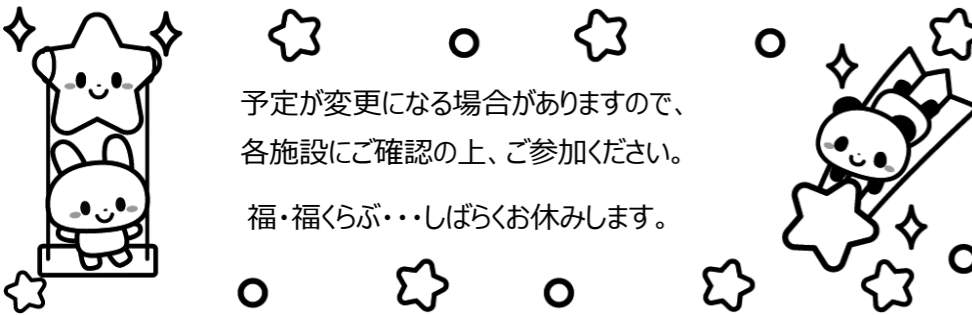 予定が変更になる場合がありますので、
各施設にご確認の上、ご参加ください。
福・福くらぶ・・・しばらくお休みします。